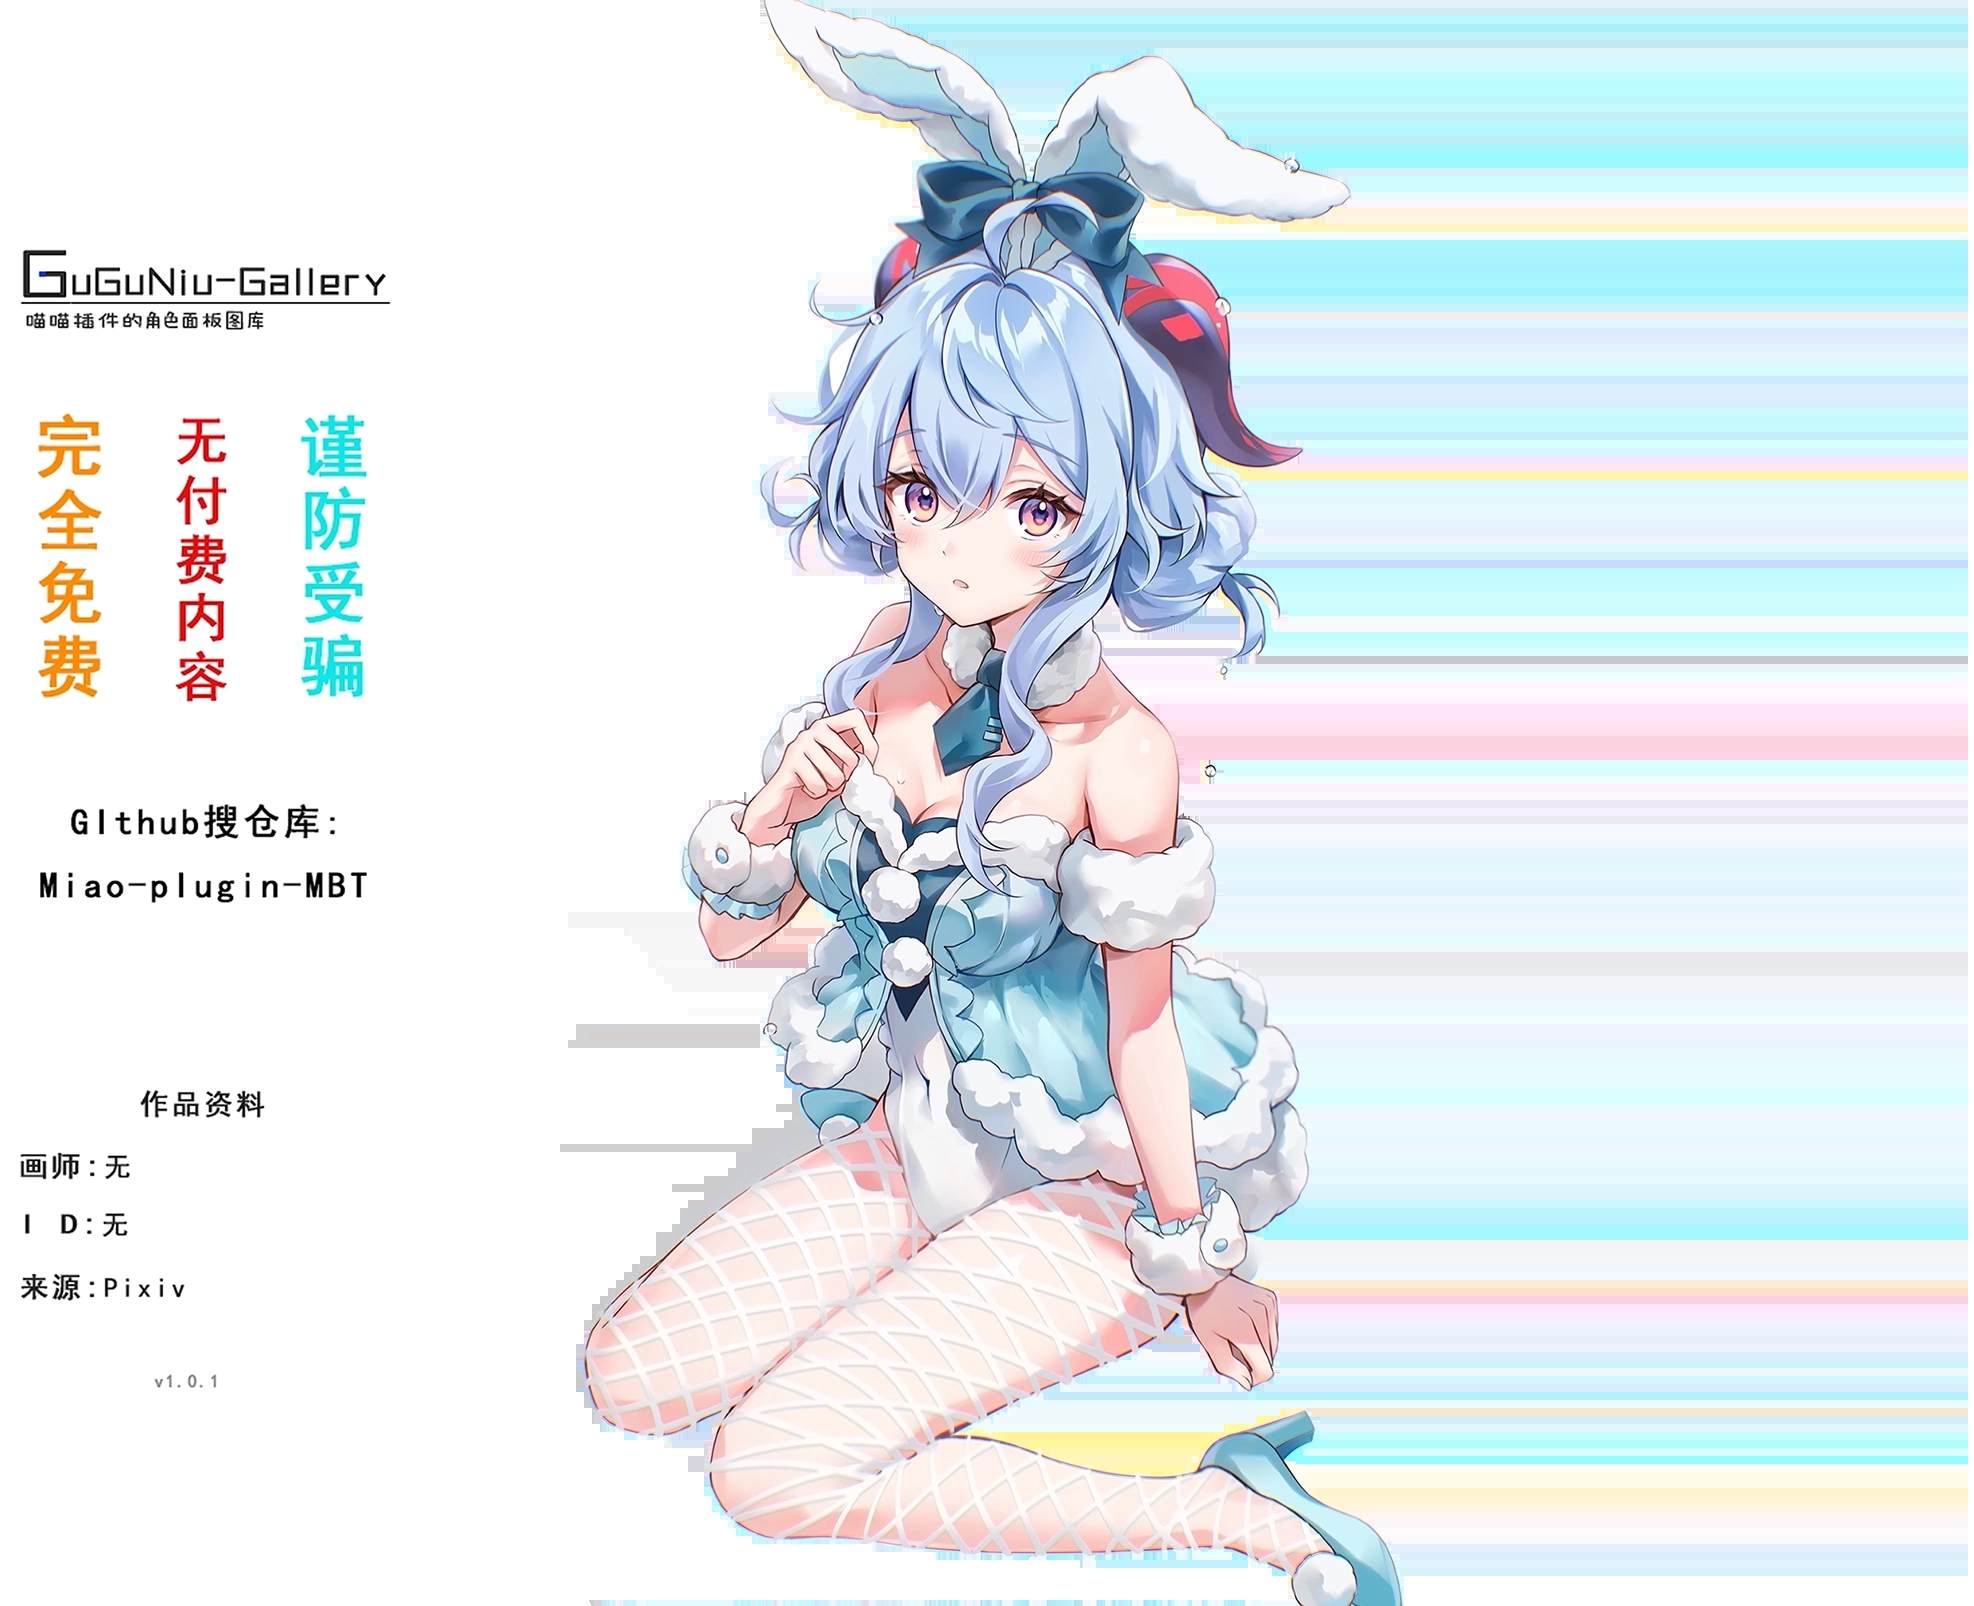 GuGuNiu-Gallery
喵喵插件的角色面板图库
完全免费
无付费内容
谨防受骗
GIthub搜仓库:
Miao-plugin-MBT
作品资料
画师:无
I D:无
来源:Pixiv
v1.0.1